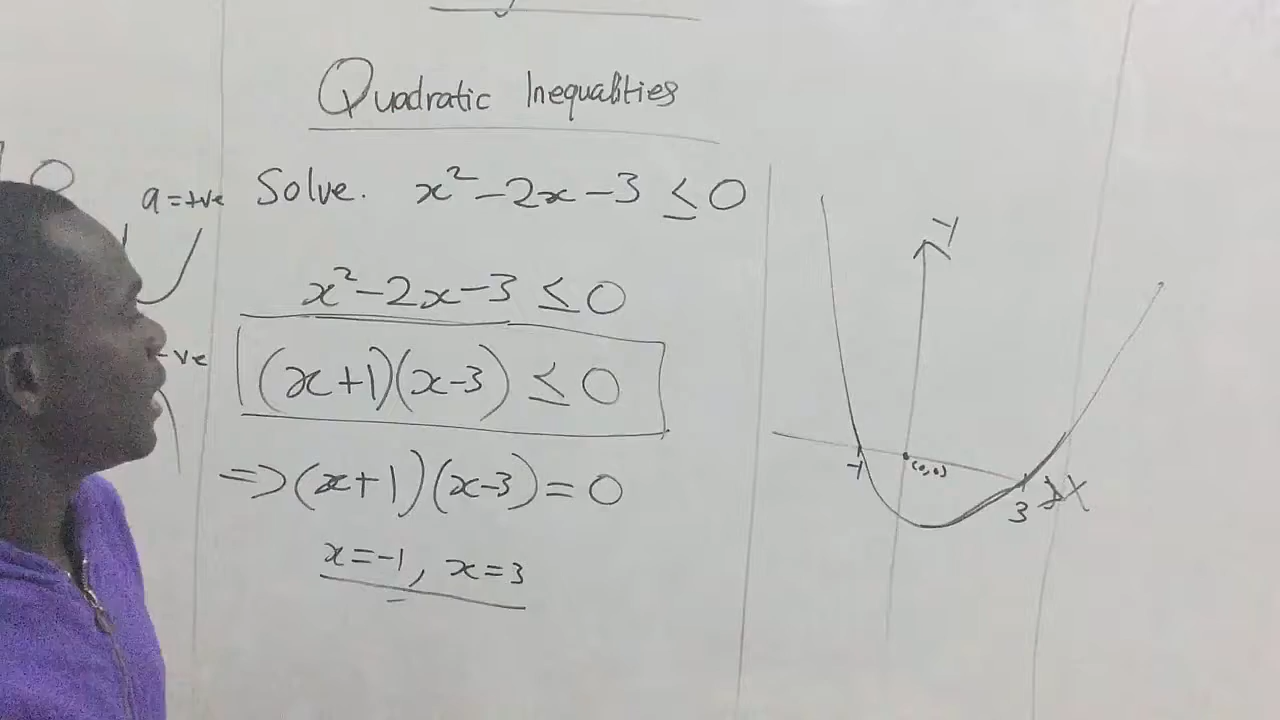 Quadratic Inequalities
a = +ve
Solve. x² - 2x - 3 ≤ 0
x² - 2x - 3 ≤ 0
-ve
(x+1)(x-3) ≤ 0
=> (x+1)(x-3) = 0
x = -1, x = 3
Y
-1
(0,0)
3
X